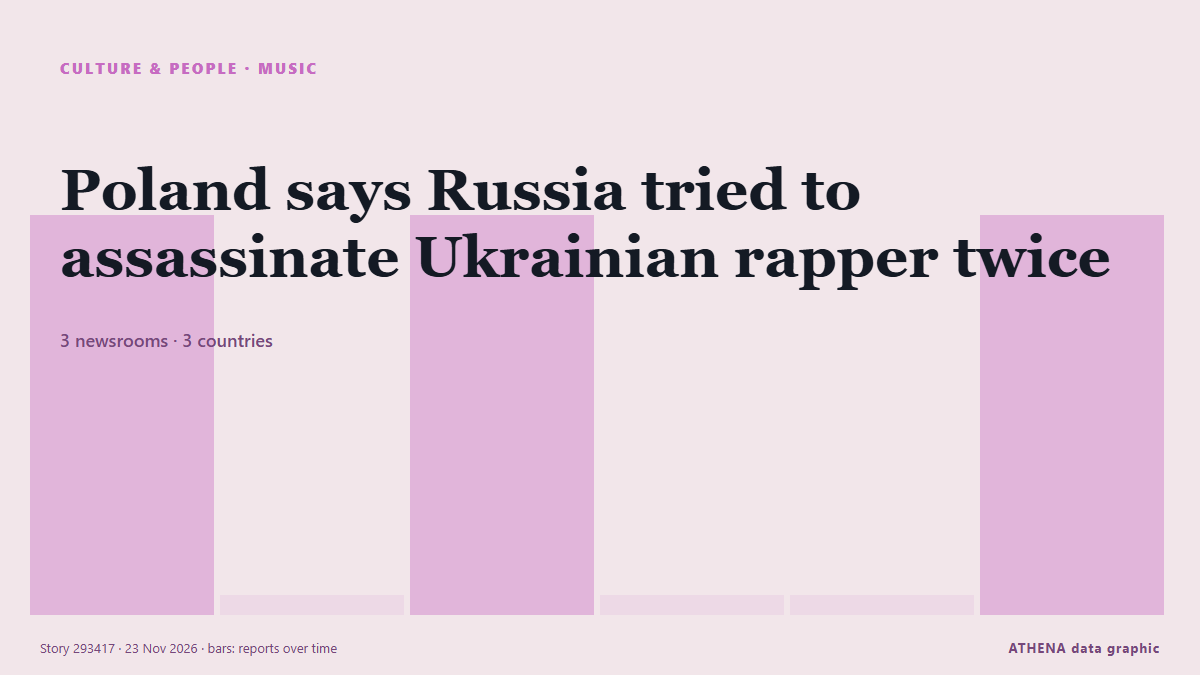 CULTURE & PEOPLE · MUSIC
Poland says Russia tried to
assassinate Ukrainian rapper twice
3 newsrooms · 3 countries
Story 293417 · 23 Nov 2026 · bars: reports over time
ATHENA data graphic